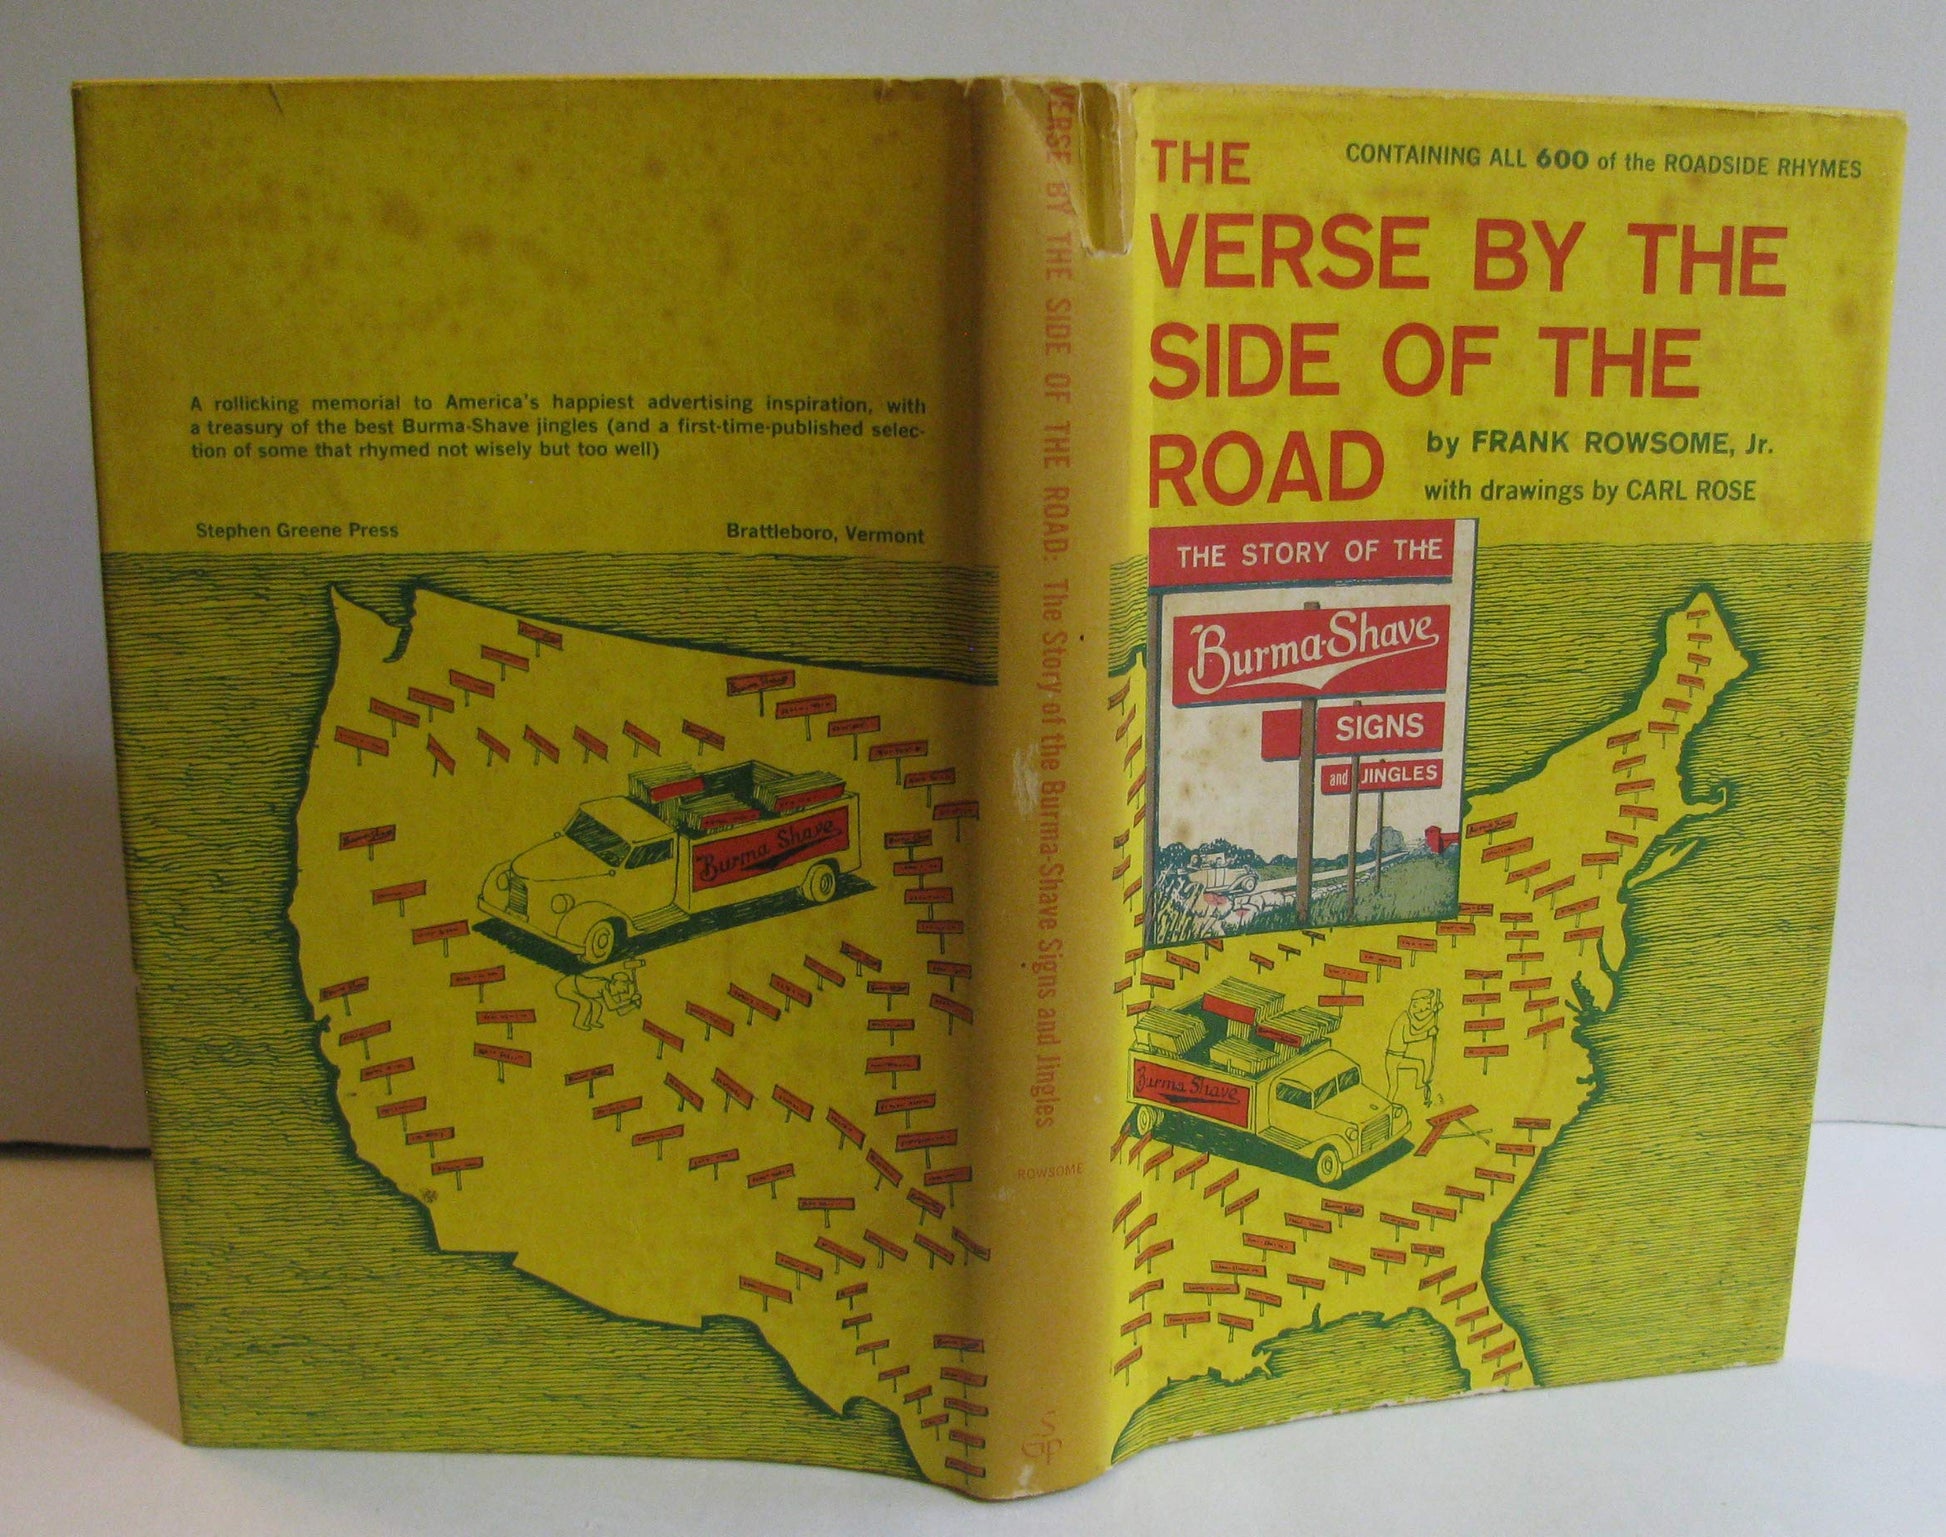 A rollicking memorial to America's happiest advertising inspiration, with
a treasury of the best Burma-Shave jingles (and a first-time-published selec-
tion of some that rhymed not wisely but too well)
Stephen Greene Press
Brattleboro, Vermont
Burma Shave
VERSE BY THE SIDE OF THE ROAD: The Story of the Burma-Shave Signs and Jingles
ROWSOME
SGP
CONTAINING ALL 600 of the ROADSIDE RHYMES
THE
VERSE BY THE
SIDE OF THE
ROAD
by FRANK ROWSOME, Jr.
with drawings by CARL ROSE
THE STORY OF THE
Burma-Shave
SIGNS
and JINGLES
Burma Shave